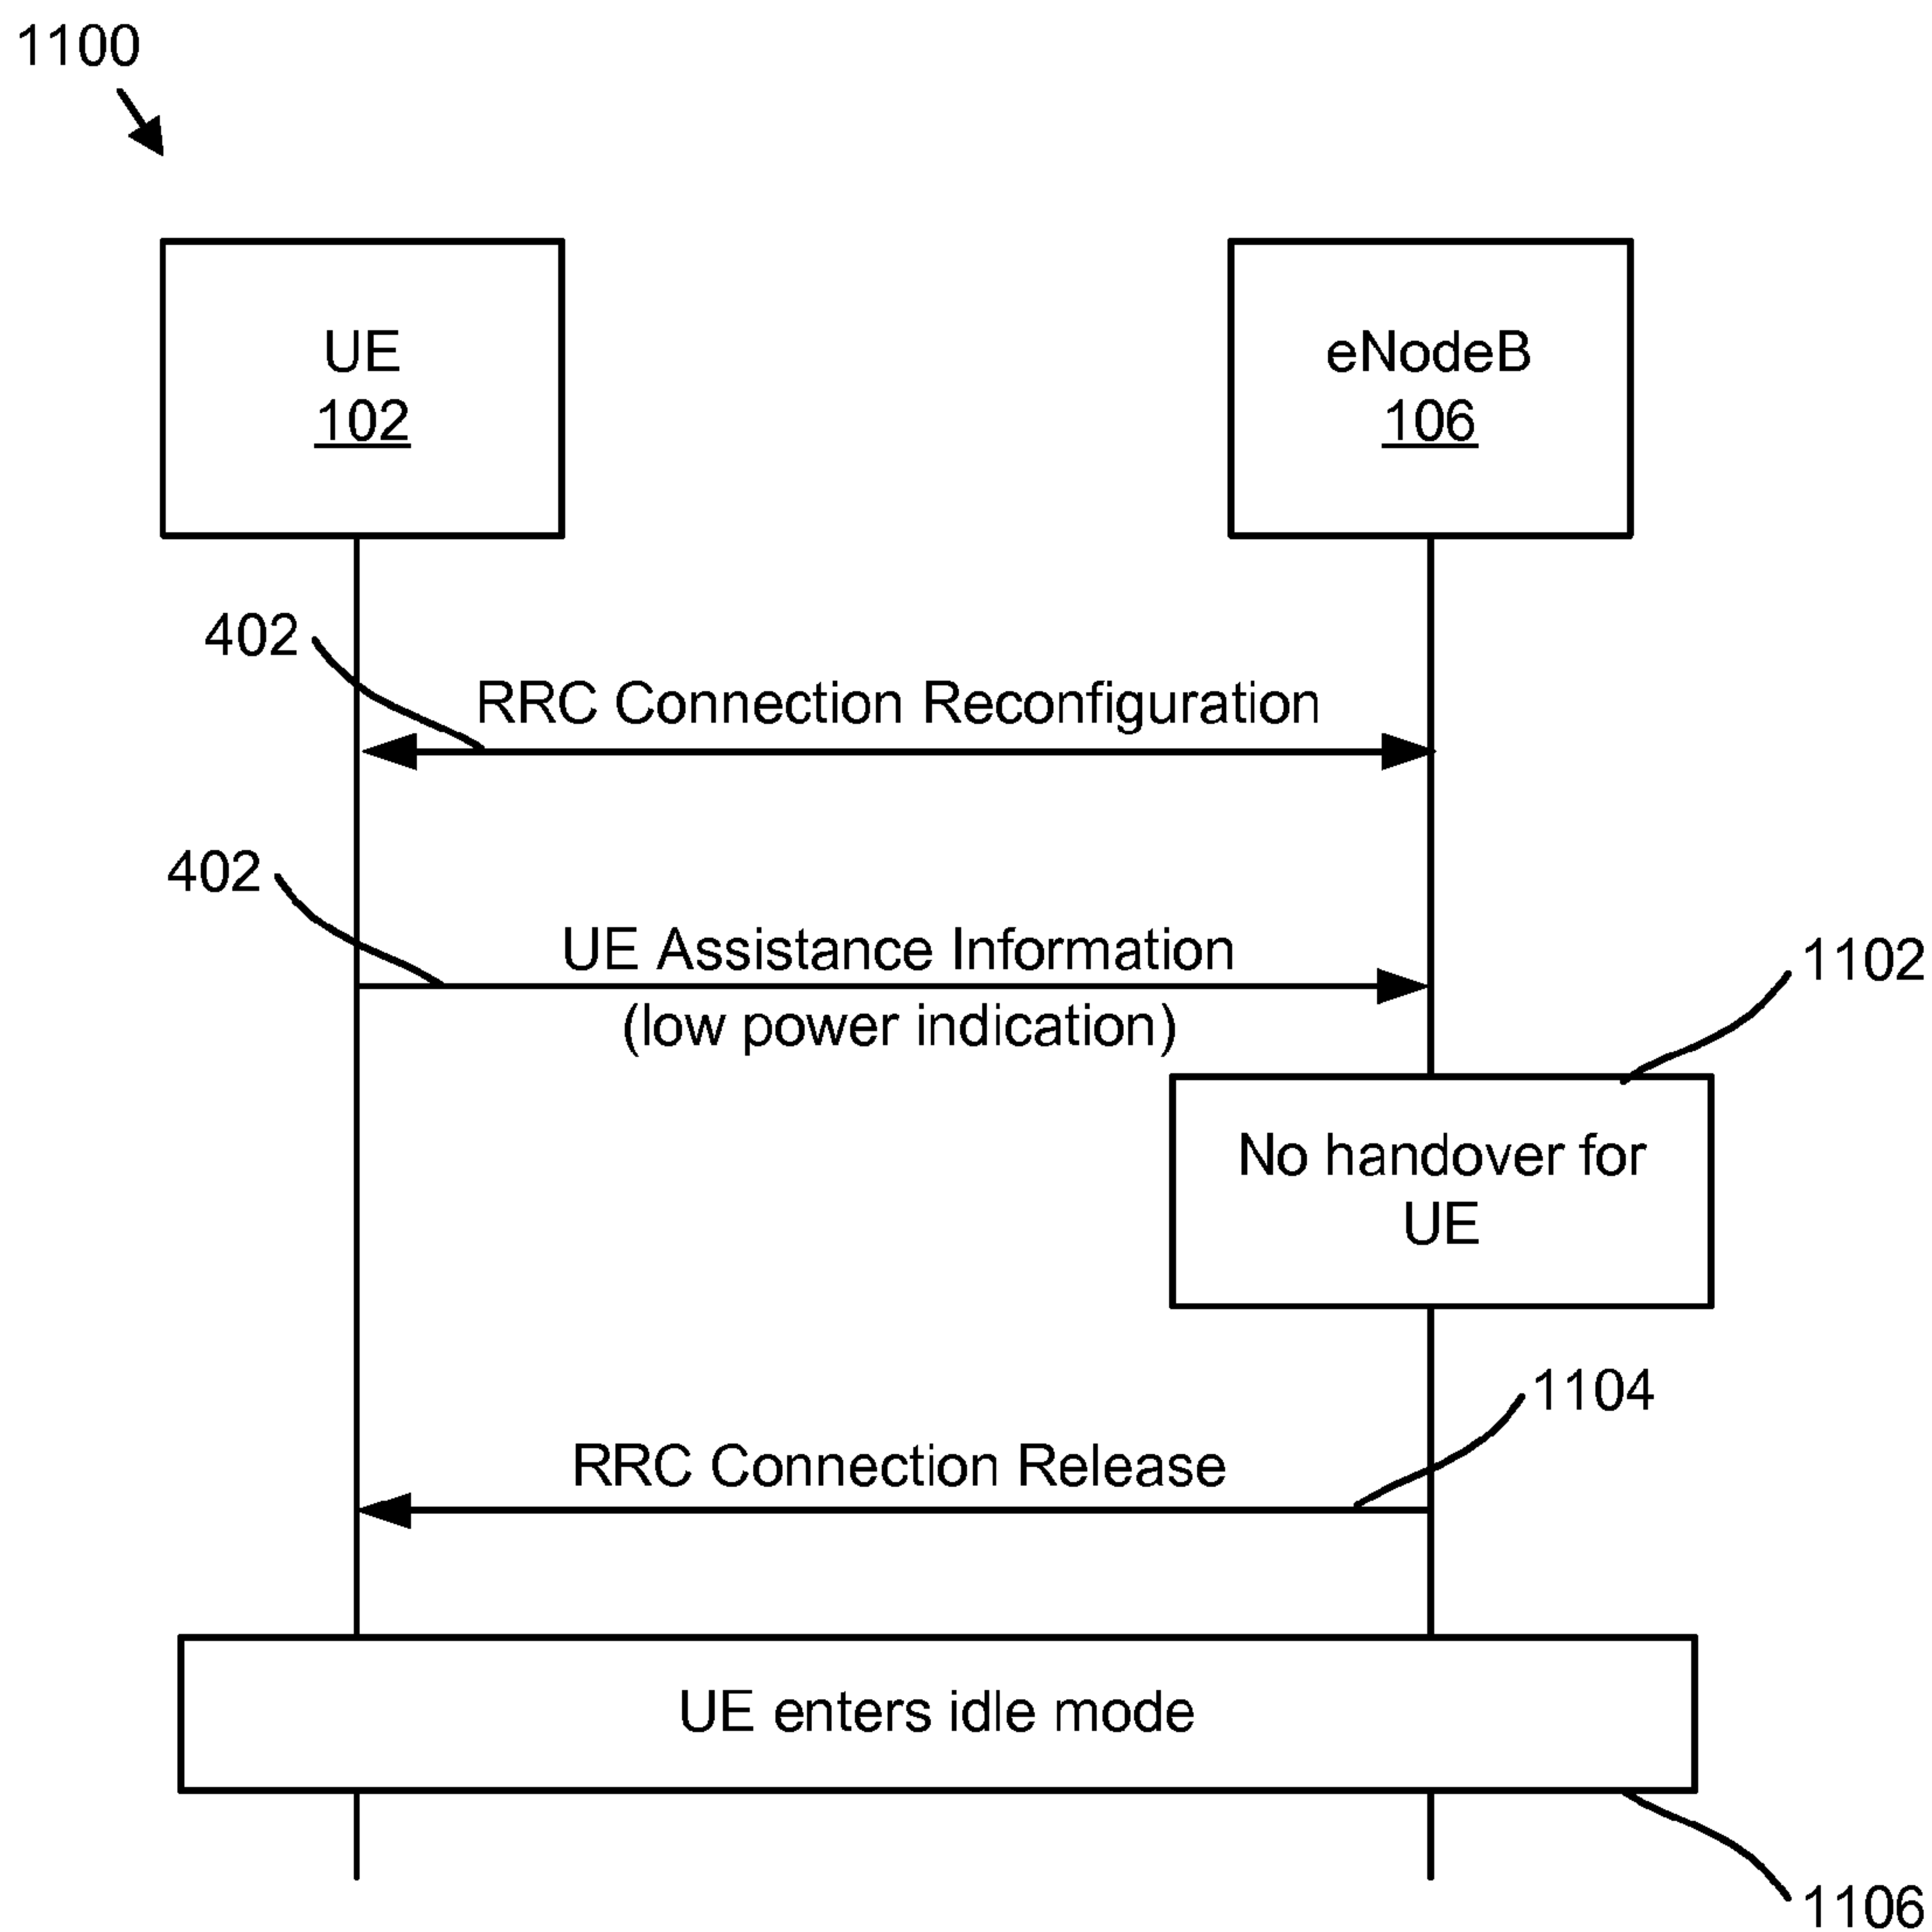 1100
UE
102
eNodeB
106
402
RRC Connection Reconfiguration
402
UE Assistance Information
(low power indication)
1102
No handover for
UE
1104
RRC Connection Release
UE enters idle mode
1106